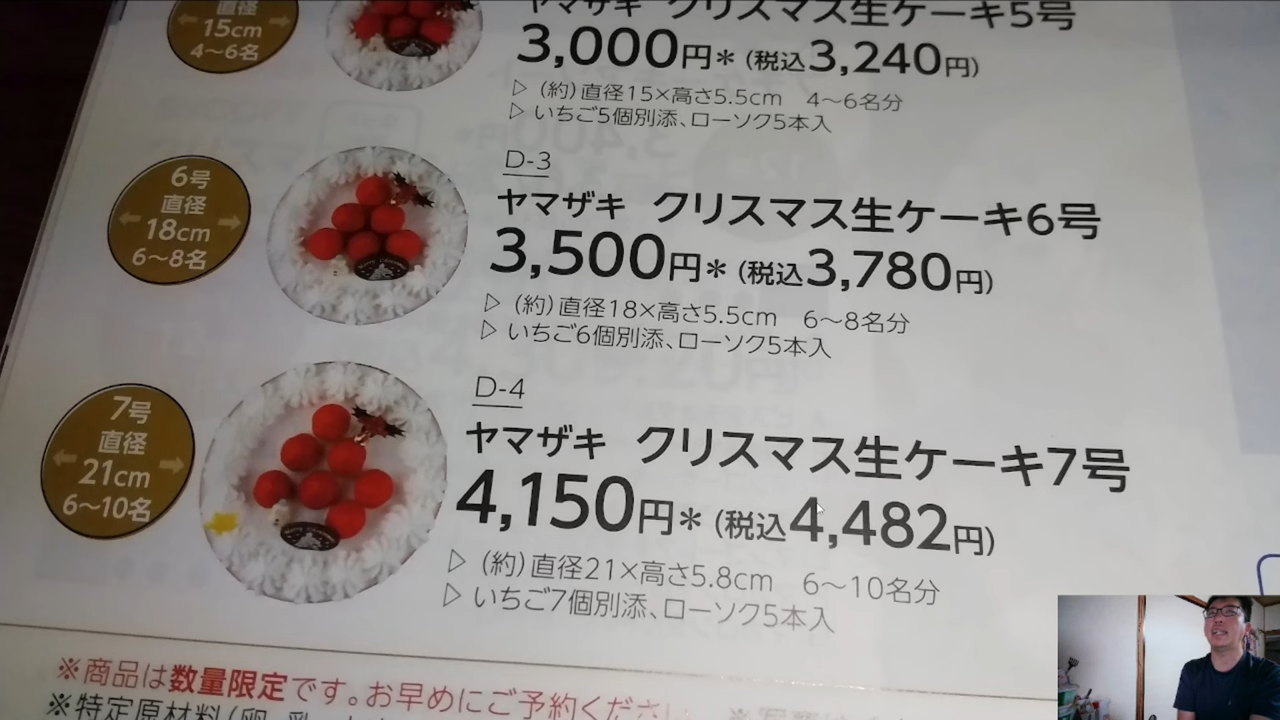 直径
15cm
4〜6名
ヤマザキ クリスマス生ケーキ5号
3,000円* (税込3,240円)
▷ (約)直径15×高さ5.5cm 4〜6名分
▷ いちご5個別添、ローソク5本入
6号
直径
18cm
6〜8名
D-3
ヤマザキ クリスマス生ケーキ6号
3,500円* (税込3,780円)
▷ (約)直径18×高さ5.5cm 6〜8名分
▷ いちご6個別添、ローソク5本入
7号
直径
21cm
6〜10名
D-4
ヤマザキ クリスマス生ケーキ7号
4,150円* (税込4,482円)
▷ (約)直径21×高さ5.8cm 6〜10名分
▷ いちご7個別添、ローソク5本入
※商品は数量限定です。お早めにご予約くださ
※特定原材料(卵、乳